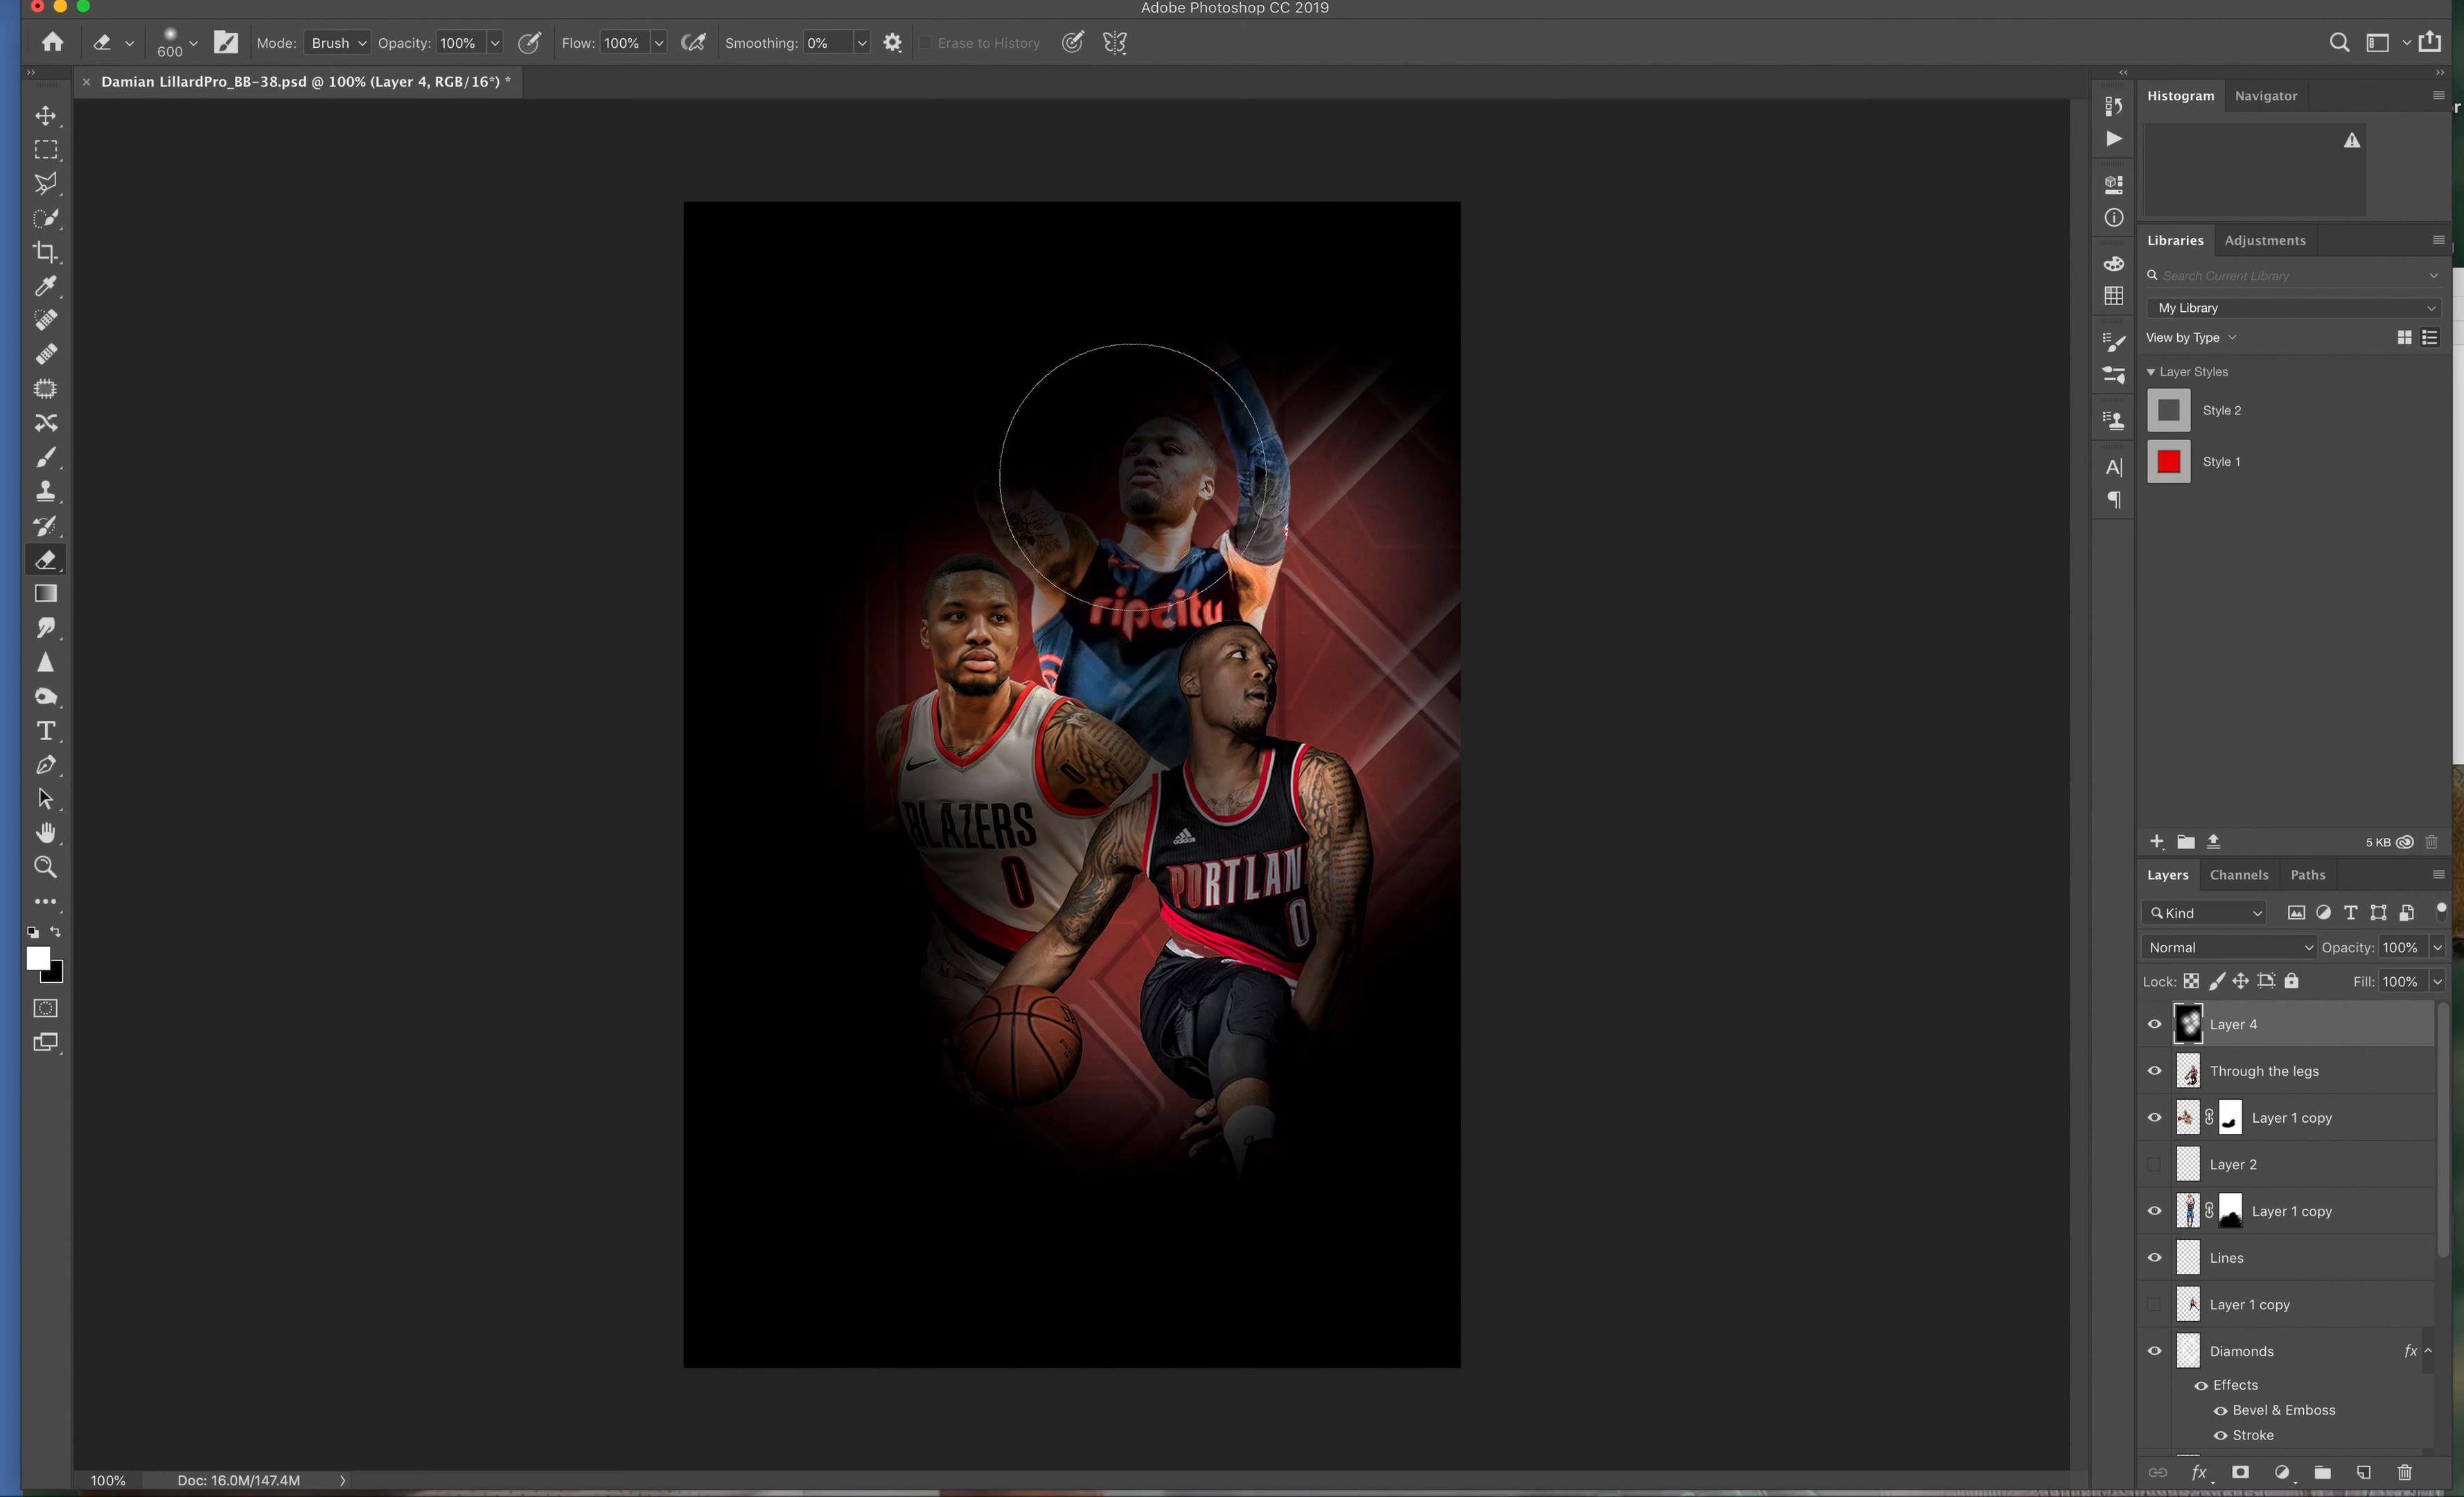 Adobe Photoshop CC 2019
600
Mode: Brush
Opacity: 100%
Flow: 100%
Smoothing: 0%
Erase to History
Damian LillardPro_BB-38.psd @ 100% (Layer 4, RGB/16*) *
Histogram
Navigator
Libraries
Adjustments
Search Current Library
My Library
View by Type
Layer Styles
Style 2
Style 1
5 KB
ripcity
BLAZERS
0
0
adidas
PORTLAN
0
Layers
Channels
Paths
Kind
Normal
Opacity: 100%
Lock:
Fill: 100%
Layer 4
Through the legs
Layer 1 copy
Layer 2
Layer 1 copy
Lines
Layer 1 copy
Diamonds
fx
Effects
Bevel & Emboss
Stroke
fx
100%
Doc: 16.0M/147.4M